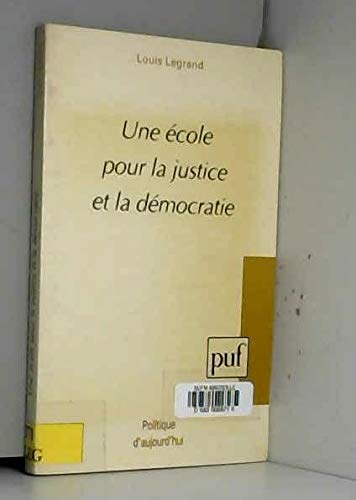 Louis Legrand
Une école
pour la justice
et la démocratie
puf
Politique
d'aujourd'hui